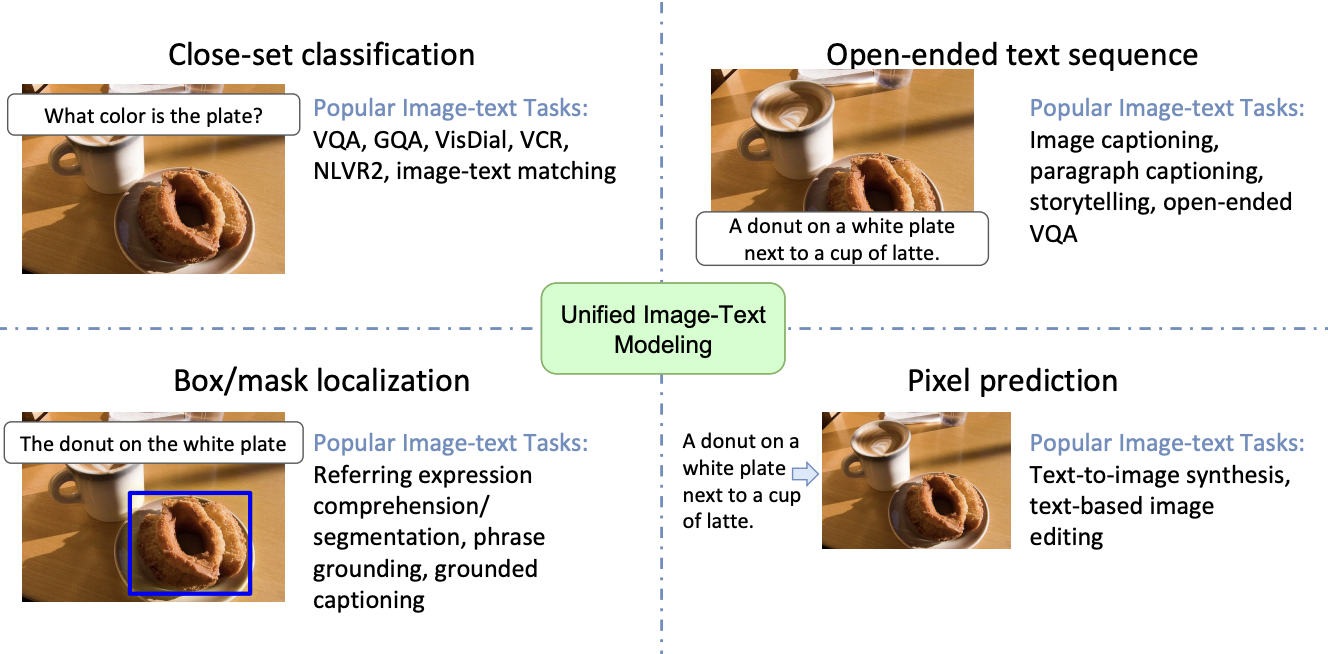 Close-set classification
What color is the plate?
Popular Image-text Tasks:
VQA, GQA, VisDial, VCR,
NLVR2, image-text matching
Open-ended text sequence
A donut on a white plate
next to a cup of latte.
Popular Image-text Tasks:
Image captioning,
paragraph captioning,
storytelling, open-ended
VQA
Unified Image-Text
Modeling
Box/mask localization
The donut on the white plate
Popular Image-text Tasks:
Referring expression
comprehension/
segmentation, phrase
grounding, grounded
captioning
Pixel prediction
A donut on a
white plate
next to a cup
of latte.
Popular Image-text Tasks:
Text-to-image synthesis,
text-based image
editing